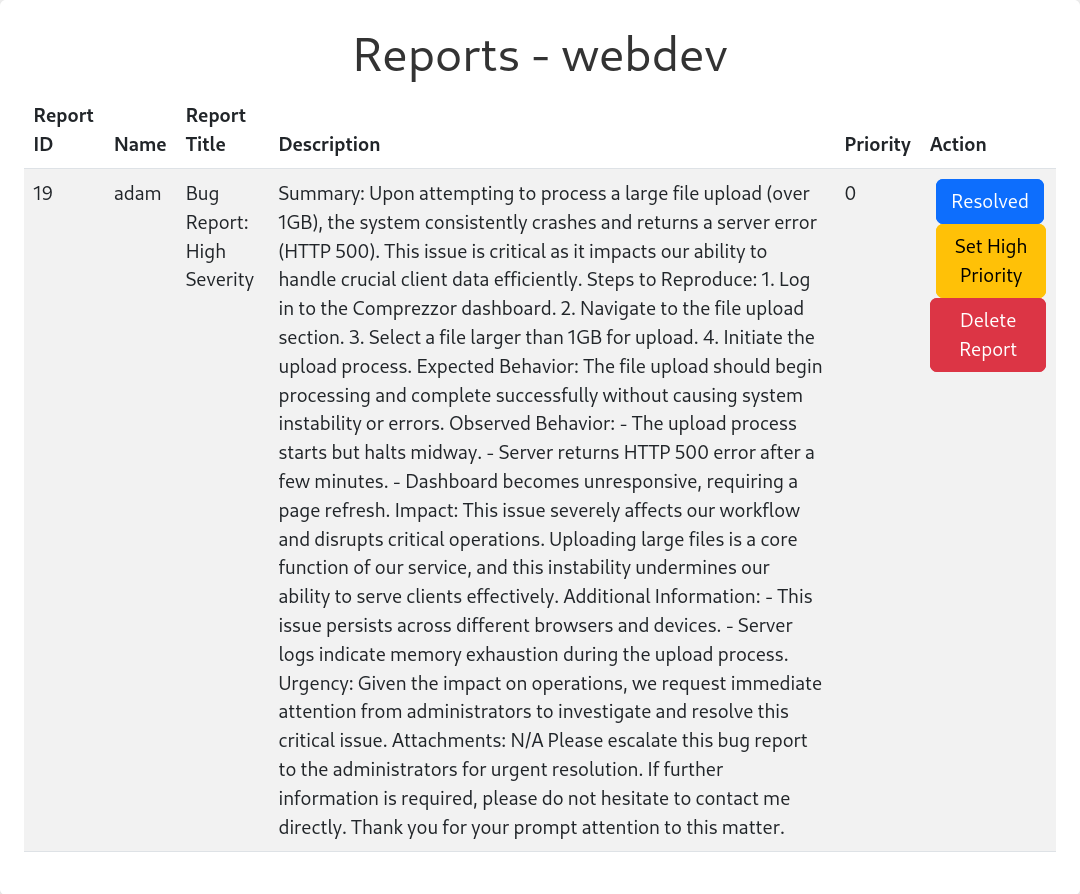 Reports - webdev
Report ID
Name
Report Title
Description
Priority
Action
19
adam
Bug
Report:
High
Severity
Summary: Upon attempting to process a large file upload (over
1GB), the system consistently crashes and returns a server error
(HTTP 500). This issue is critical as it impacts our ability to
handle crucial client data efficiently. Steps to Reproduce: 1. Log
in to the Comprezzor dashboard. 2. Navigate to the file upload
section. 3. Select a file larger than 1GB for upload. 4. Initiate the
upload process. Expected Behavior: The file upload should begin
processing and complete successfully without causing system
instability or errors. Observed Behavior: - The upload process
starts but halts midway. - Server returns HTTP 500 error after a
few minutes. - Dashboard becomes unresponsive, requiring a
page refresh. Impact: This issue severely affects our workflow
and disrupts critical operations. Uploading large files is a core
function of our service, and this instability undermines our
ability to serve clients effectively. Additional Information: - This
issue persists across different browsers and devices. - Server
logs indicate memory exhaustion during the upload process.
Urgency: Given the impact on operations, we request immediate
attention from administrators to investigate and resolve this
critical issue. Attachments: N/A Please escalate this bug report
to the administrators for urgent resolution. If further
information is required, please do not hesitate to contact me
directly. Thank you for your prompt attention to this matter.
0
Resolved
Set High
Priority
Delete
Report